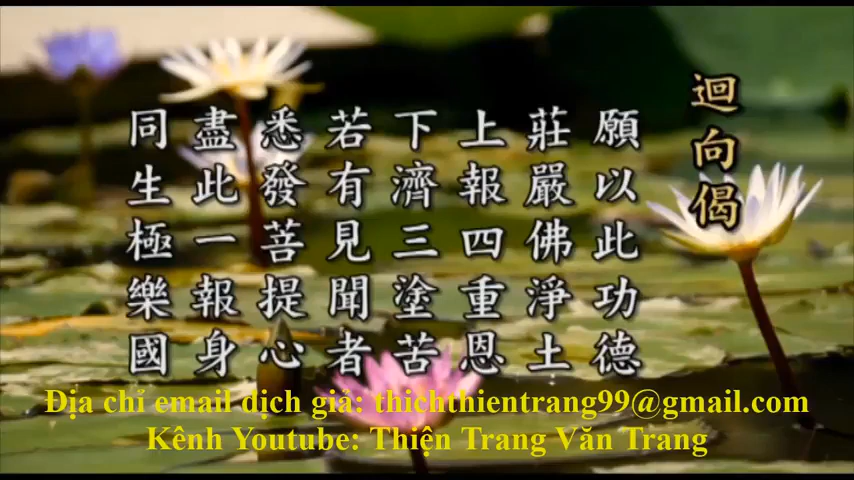 迴向偈
願以此功德
莊嚴佛淨土
上報四重恩
下濟三塗苦
若有見聞者
悉發菩提心
盡此一報身
同生極樂國
Địa chỉ email dịch giả: thichthientrang99@gmail.com
Kênh Youtube: Thiện Trang Văn Trang